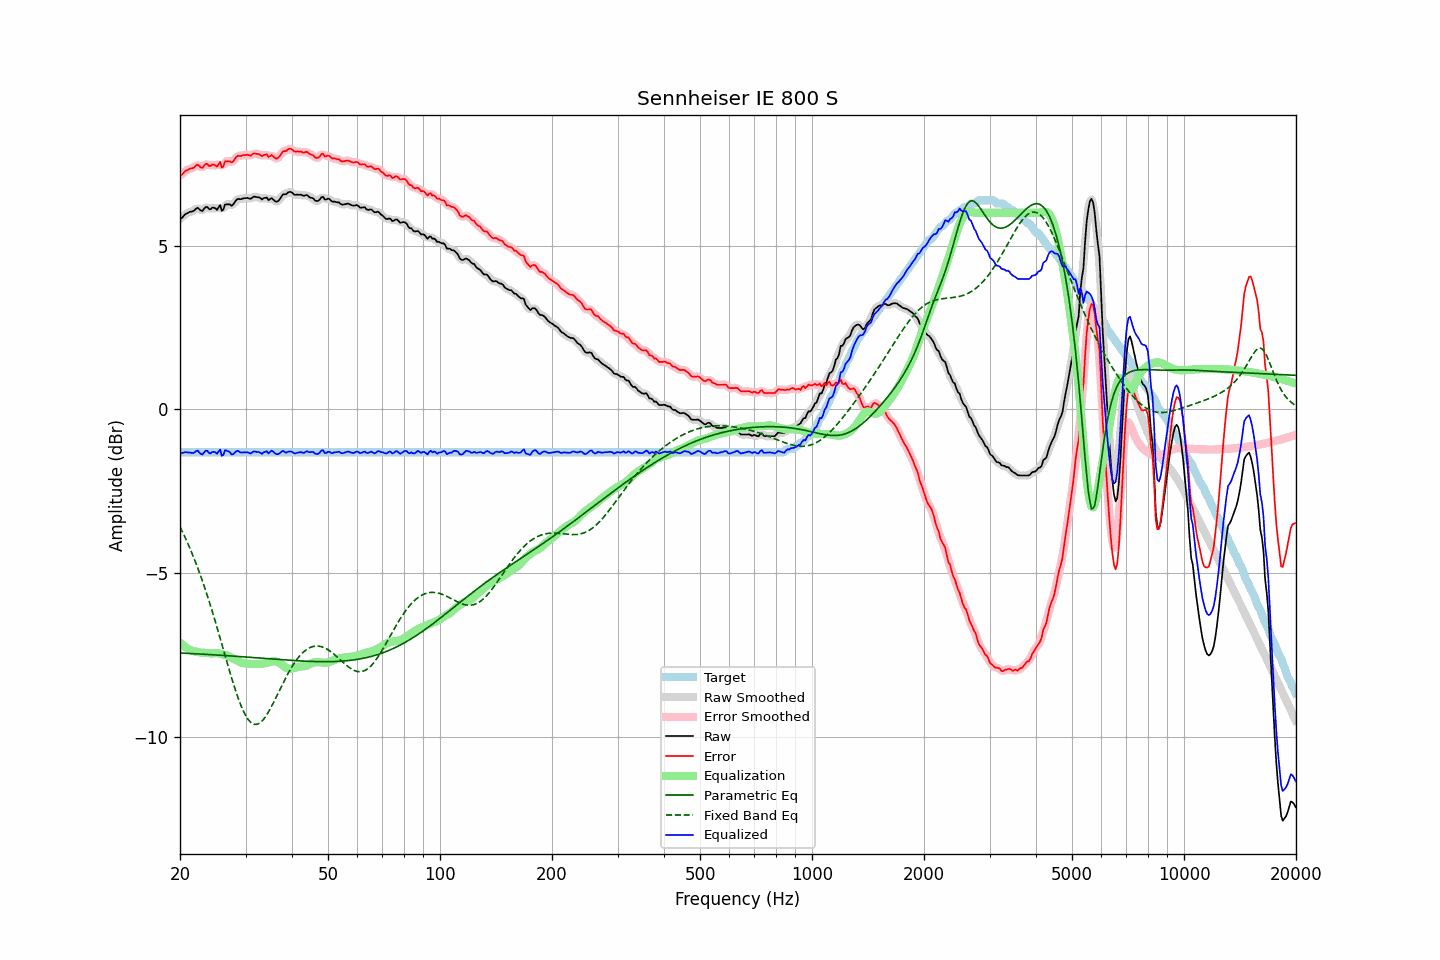 Sennheiser IE 800 S
Amplitude (dBr)
5
0
−5
−10
Target
Raw Smoothed
Error Smoothed
Raw
Error
Equalization
Parametric Eq
Fixed Band Eq
Equalized
20 50 100 200 500 1000 2000 5000 10000 20000
Frequency (Hz)